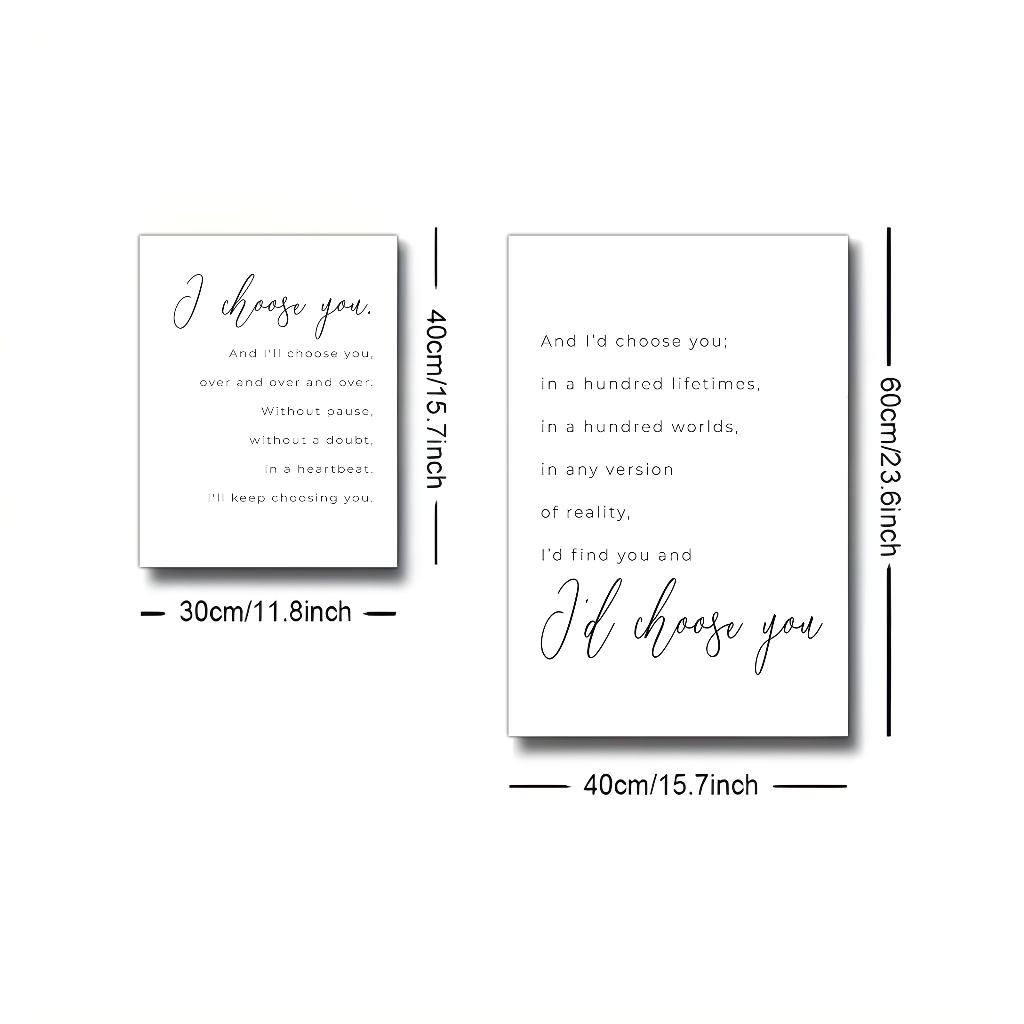 I choose you.
And I'll choose you,
over and over and over.
Without pause,
without a doubt,
in a heartbeat.
I'll keep choosing you.
40cm/15.7inch
30cm/11.8inch
And I'd choose you;
in a hundred lifetimes,
in a hundred worlds,
in any version
of reality,
I'd find you and
I'd choose you
60cm/23.6inch
40cm/15.7inch